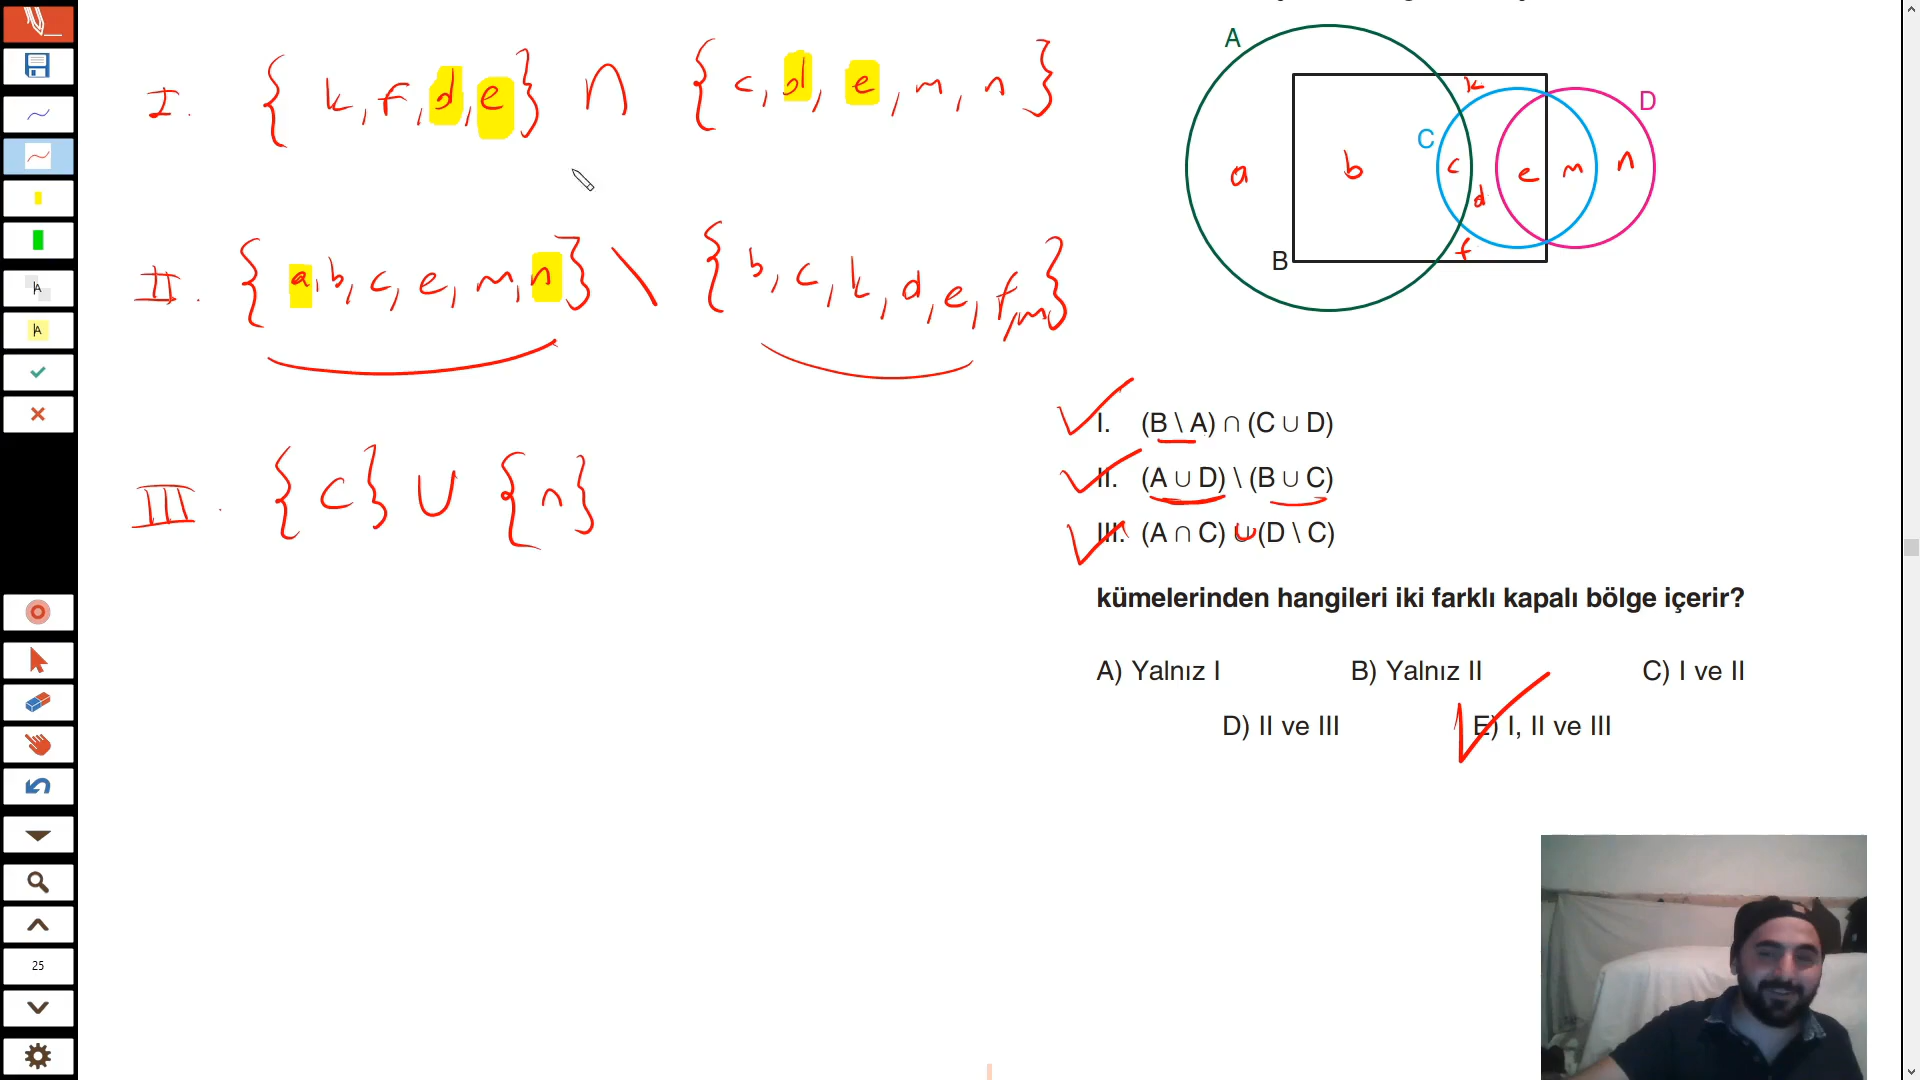 I. { k, f, d, e } ∩ { c, d, e, m, n }
II. { a, b, c, e, m, n } \ { b, c, k, d, e, f, m }
III. { c } ∪ { n }
A
B
C
D
k
a
b
c
d
e
m
n
f
I. (B \ A) ∩ (C ∪ D)
II. (A ∪ D) \ (B ∪ C)
III. (A ∩ C) ∪ (D \ C)
kümelerinden hangileri iki farklı kapalı bölge içerir?
A) Yalnız I B) Yalnız II C) I ve II
D) II ve III E) I, II ve III
A
A
25